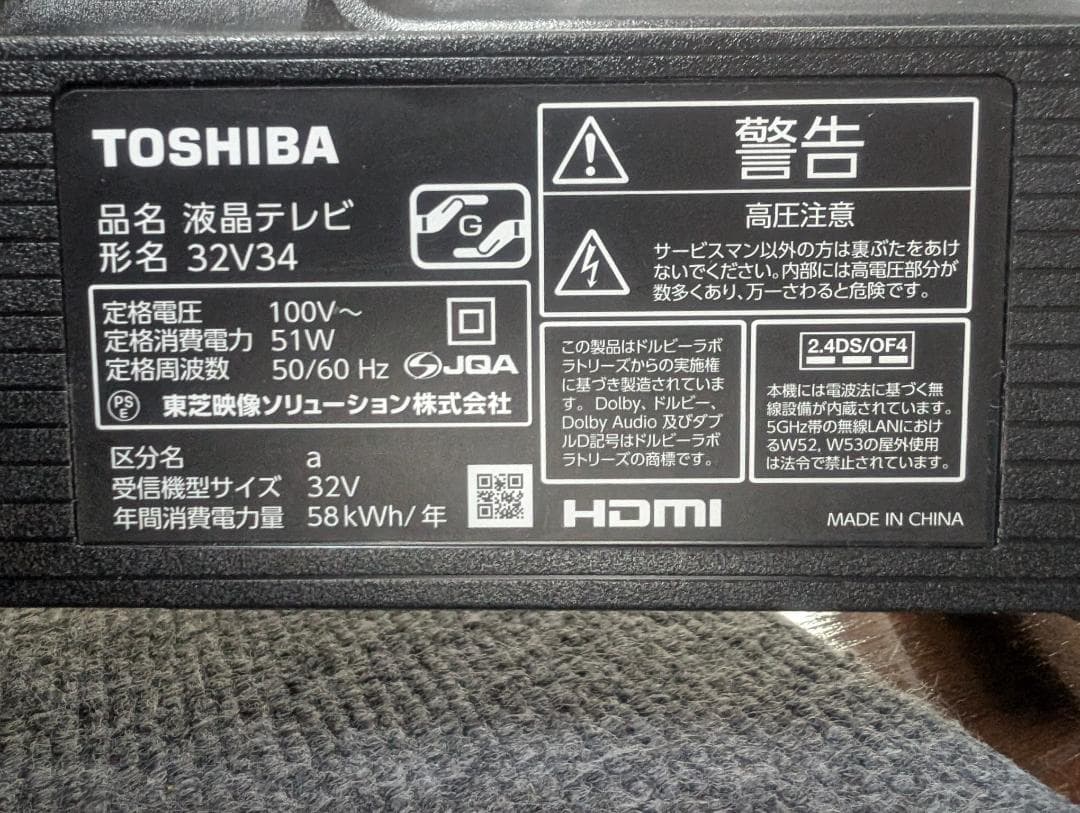 TOSHIBA
品名 液晶テレビ
形名 32V34
G
定格電圧 100V～
定格消費電力 51W
定格周波数 50/60 Hz
JQA
PS
E
東芝映像ソリューション株式会社
区分名 a
受信機型サイズ 32V
年間消費電力量 58kWh/年
警告
高圧注意
サービスマン以外の方は裏ぶたをあけ
ないでください。内部には高電圧部分が
数多くあり、万一さわると危険です。
この製品はドルビーラボ
ラトリーズからの実施権
に基づき製造されていま
す。Dolby、ドルビー、
Dolby Audio 及びダブ
ルD記号はドルビーラボ
ラトリーズの商標です。
2.4DS/OF4
本機には電波法に基づく無
線設備が内蔵されています。
5GHz帯の無線LANにおけ
るW52, W53の屋外使用
は法令で禁止されています。
HDMI
MADE IN CHINA